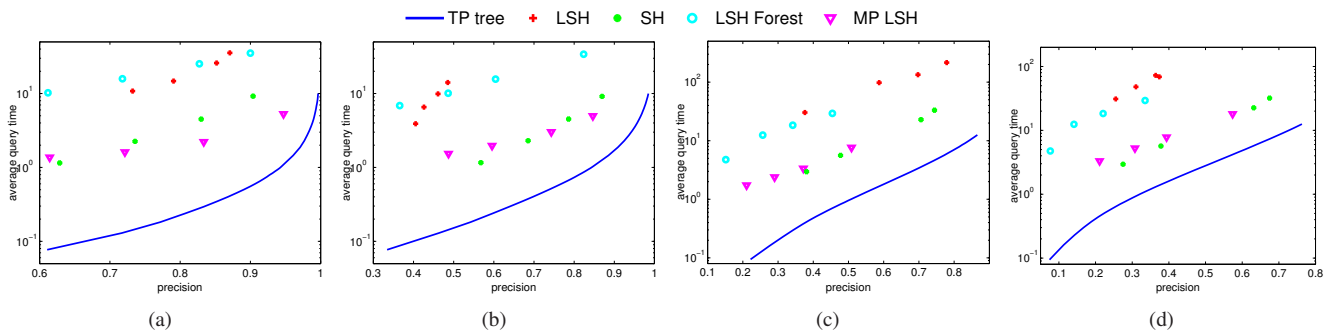 TP tree LSH SH LSH Forest MP LSH
average query time
10^1
10^0
10^-1
0.6 0.7 0.8 0.9 1
precision
(a)
average query time
10^1
10^0
10^-1
0.3 0.4 0.5 0.6 0.7 0.8 0.9 1
precision
(b)
average query time
10^2
10^1
10^0
10^-1
0.1 0.2 0.3 0.4 0.5 0.6 0.7 0.8
precision
(c)
average query time
10^2
10^1
10^0
10^-1
0.1 0.2 0.3 0.4 0.5 0.6 0.7 0.8
precision
(d)